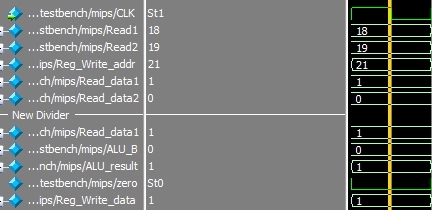 ...testbench/mips/CLK St1
...testbench/mips/Read1 18 18
...testbench/mips/Read2 19 19
...ips/Reg_Write_addr 21 21
...ch/mips/Read_data1 1 1
...ch/mips/Read_data2 0 0
New Divider
...ch/mips/Read_data1 1 1
...stbench/mips/ALU_B 0 0
...nch/mips/ALU_result 1 1
...testbench/mips/zero St0
...ips/Reg_Write_data 1 1